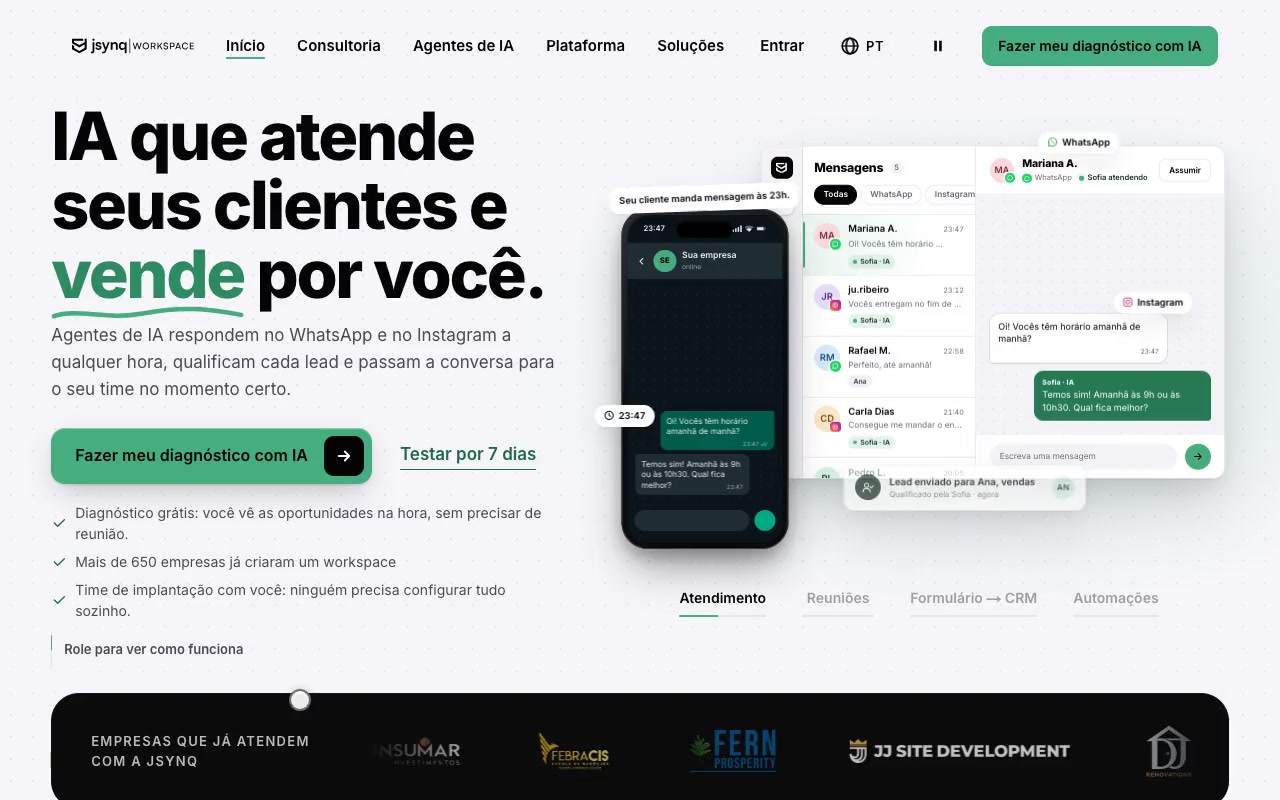 jsynq WORKSPACE
Início
Consultoria
Agentes de IA
Plataforma
Soluções
Entrar
PT
Fazer meu diagnóstico com IA
IA que atende
seus clientes e
vende por você.
Agentes de IA respondem no WhatsApp e no Instagram a
qualquer hora, qualificam cada lead e passam a conversa para
o seu time no momento certo.
Fazer meu diagnóstico com IA
Testar por 7 dias
Diagnóstico grátis: você vê as oportunidades na hora, sem precisar de
reunião.
Mais de 650 empresas já criaram um workspace
Time de implantação com você: ninguém precisa configurar tudo
sozinho.
Role para ver como funciona
Seu cliente manda mensagem às 23h.
23:47
SE
Sua empresa
online
23:47
Oi! Vocês têm horário
amanhã de manhã?
23:47
Temos sim! Amanhã às 9h
ou às 10h30. Qual fica
melhor?
23:47
Mensagens 5
Todas
WhatsApp
Instagram
MA
Mariana A.
23:47
Oi! Vocês têm horário ...
Sofia · IA
JR
ju.ribeiro
23:12
Vocês entregam no fim de ...
Sofia · IA
RM
Rafael M.
22:58
Perfeito, até amanhã!
Ana
CD
Carla Dias
21:40
Consegue me mandar o en...
Sofia · IA
Pedro L.
20:05
WhatsApp
MA
Mariana A.
WhatsApp
Sofia atendendo
Assumir
Instagram
Oi! Vocês têm horário amanhã de
manhã?
23:47
Sofia · IA
Temos sim! Amanhã às 9h ou às
10h30. Qual fica melhor?
Escreva uma mensagem
Lead enviado para Ana, vendas
Qualificado pela Sofia · agora
AN
Atendimento
Reuniões
Formulário → CRM
Automações
EMPRESAS QUE JÁ ATENDEM
COM A JSYNQ
NSUMAR
INVESTIMENTOS
FEBRACIS
FERN
PROSPERITY
JJ SITE DEVELOPMENT
DJ
RENOVATIONS